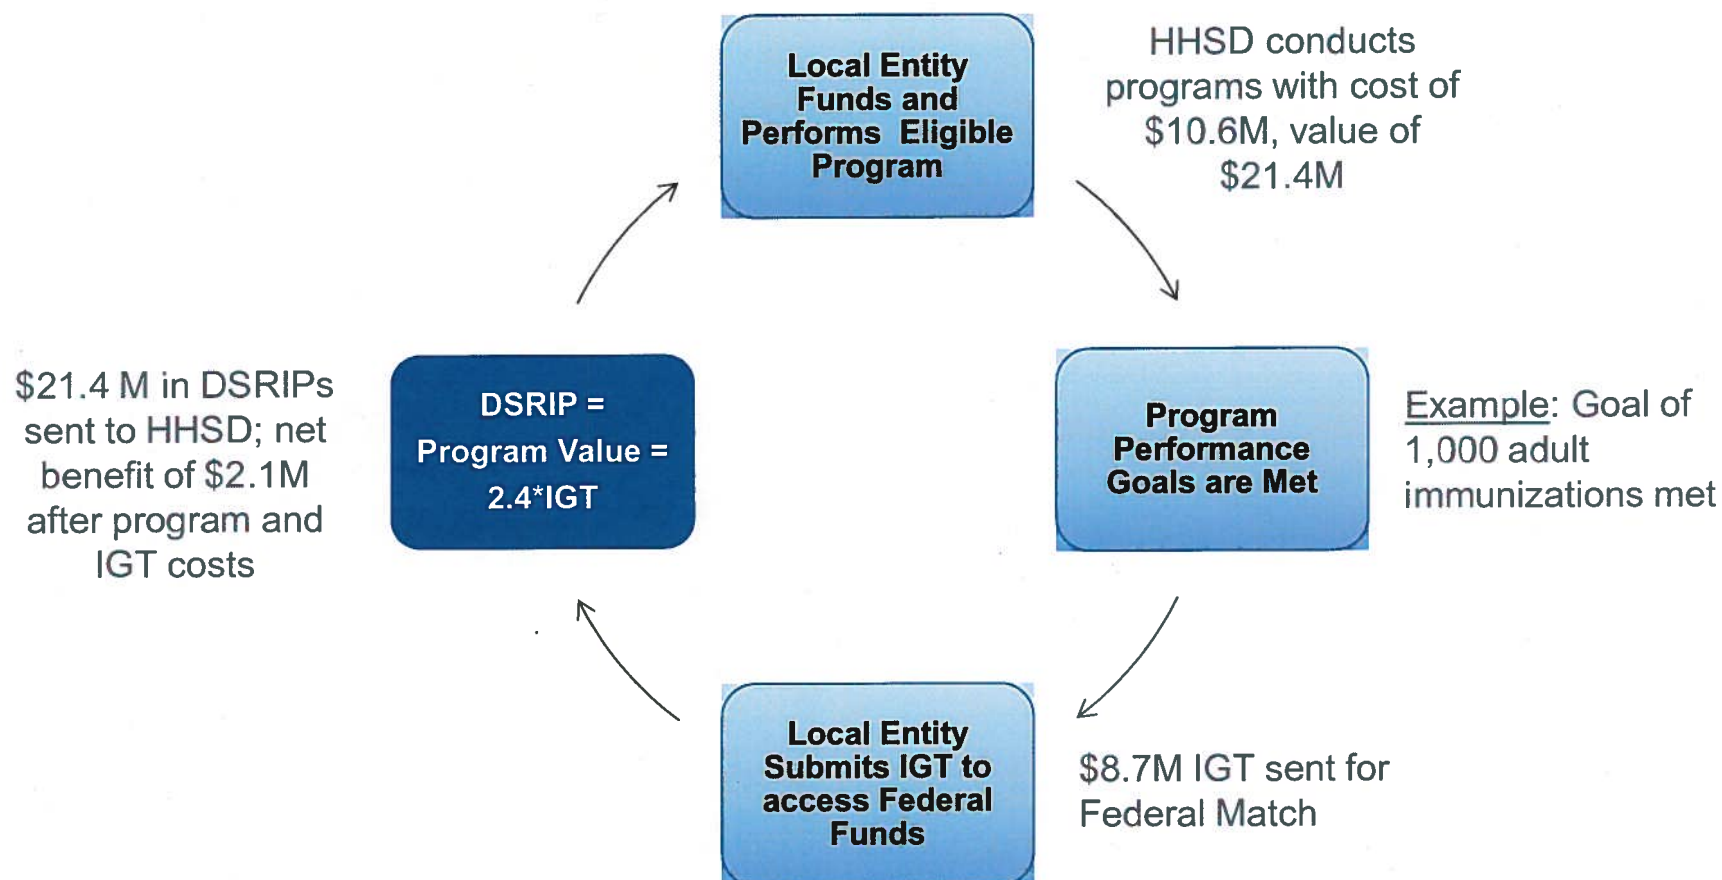 Local Entity
Funds and
Performs Eligible
Program
HHSD conducts
programs with cost of
$10.6M, value of
$21.4M
Program
Performance
Goals are Met
Example: Goal of
1,000 adult
immunizations met
Local Entity
Submits IGT to
access Federal
Funds
$8.7M IGT sent for
Federal Match
DSRIP =
Program Value =
2.4*IGT
$21.4 M in DSRIPs
sent to HHSD; net
benefit of $2.1M
after program and
IGT costs